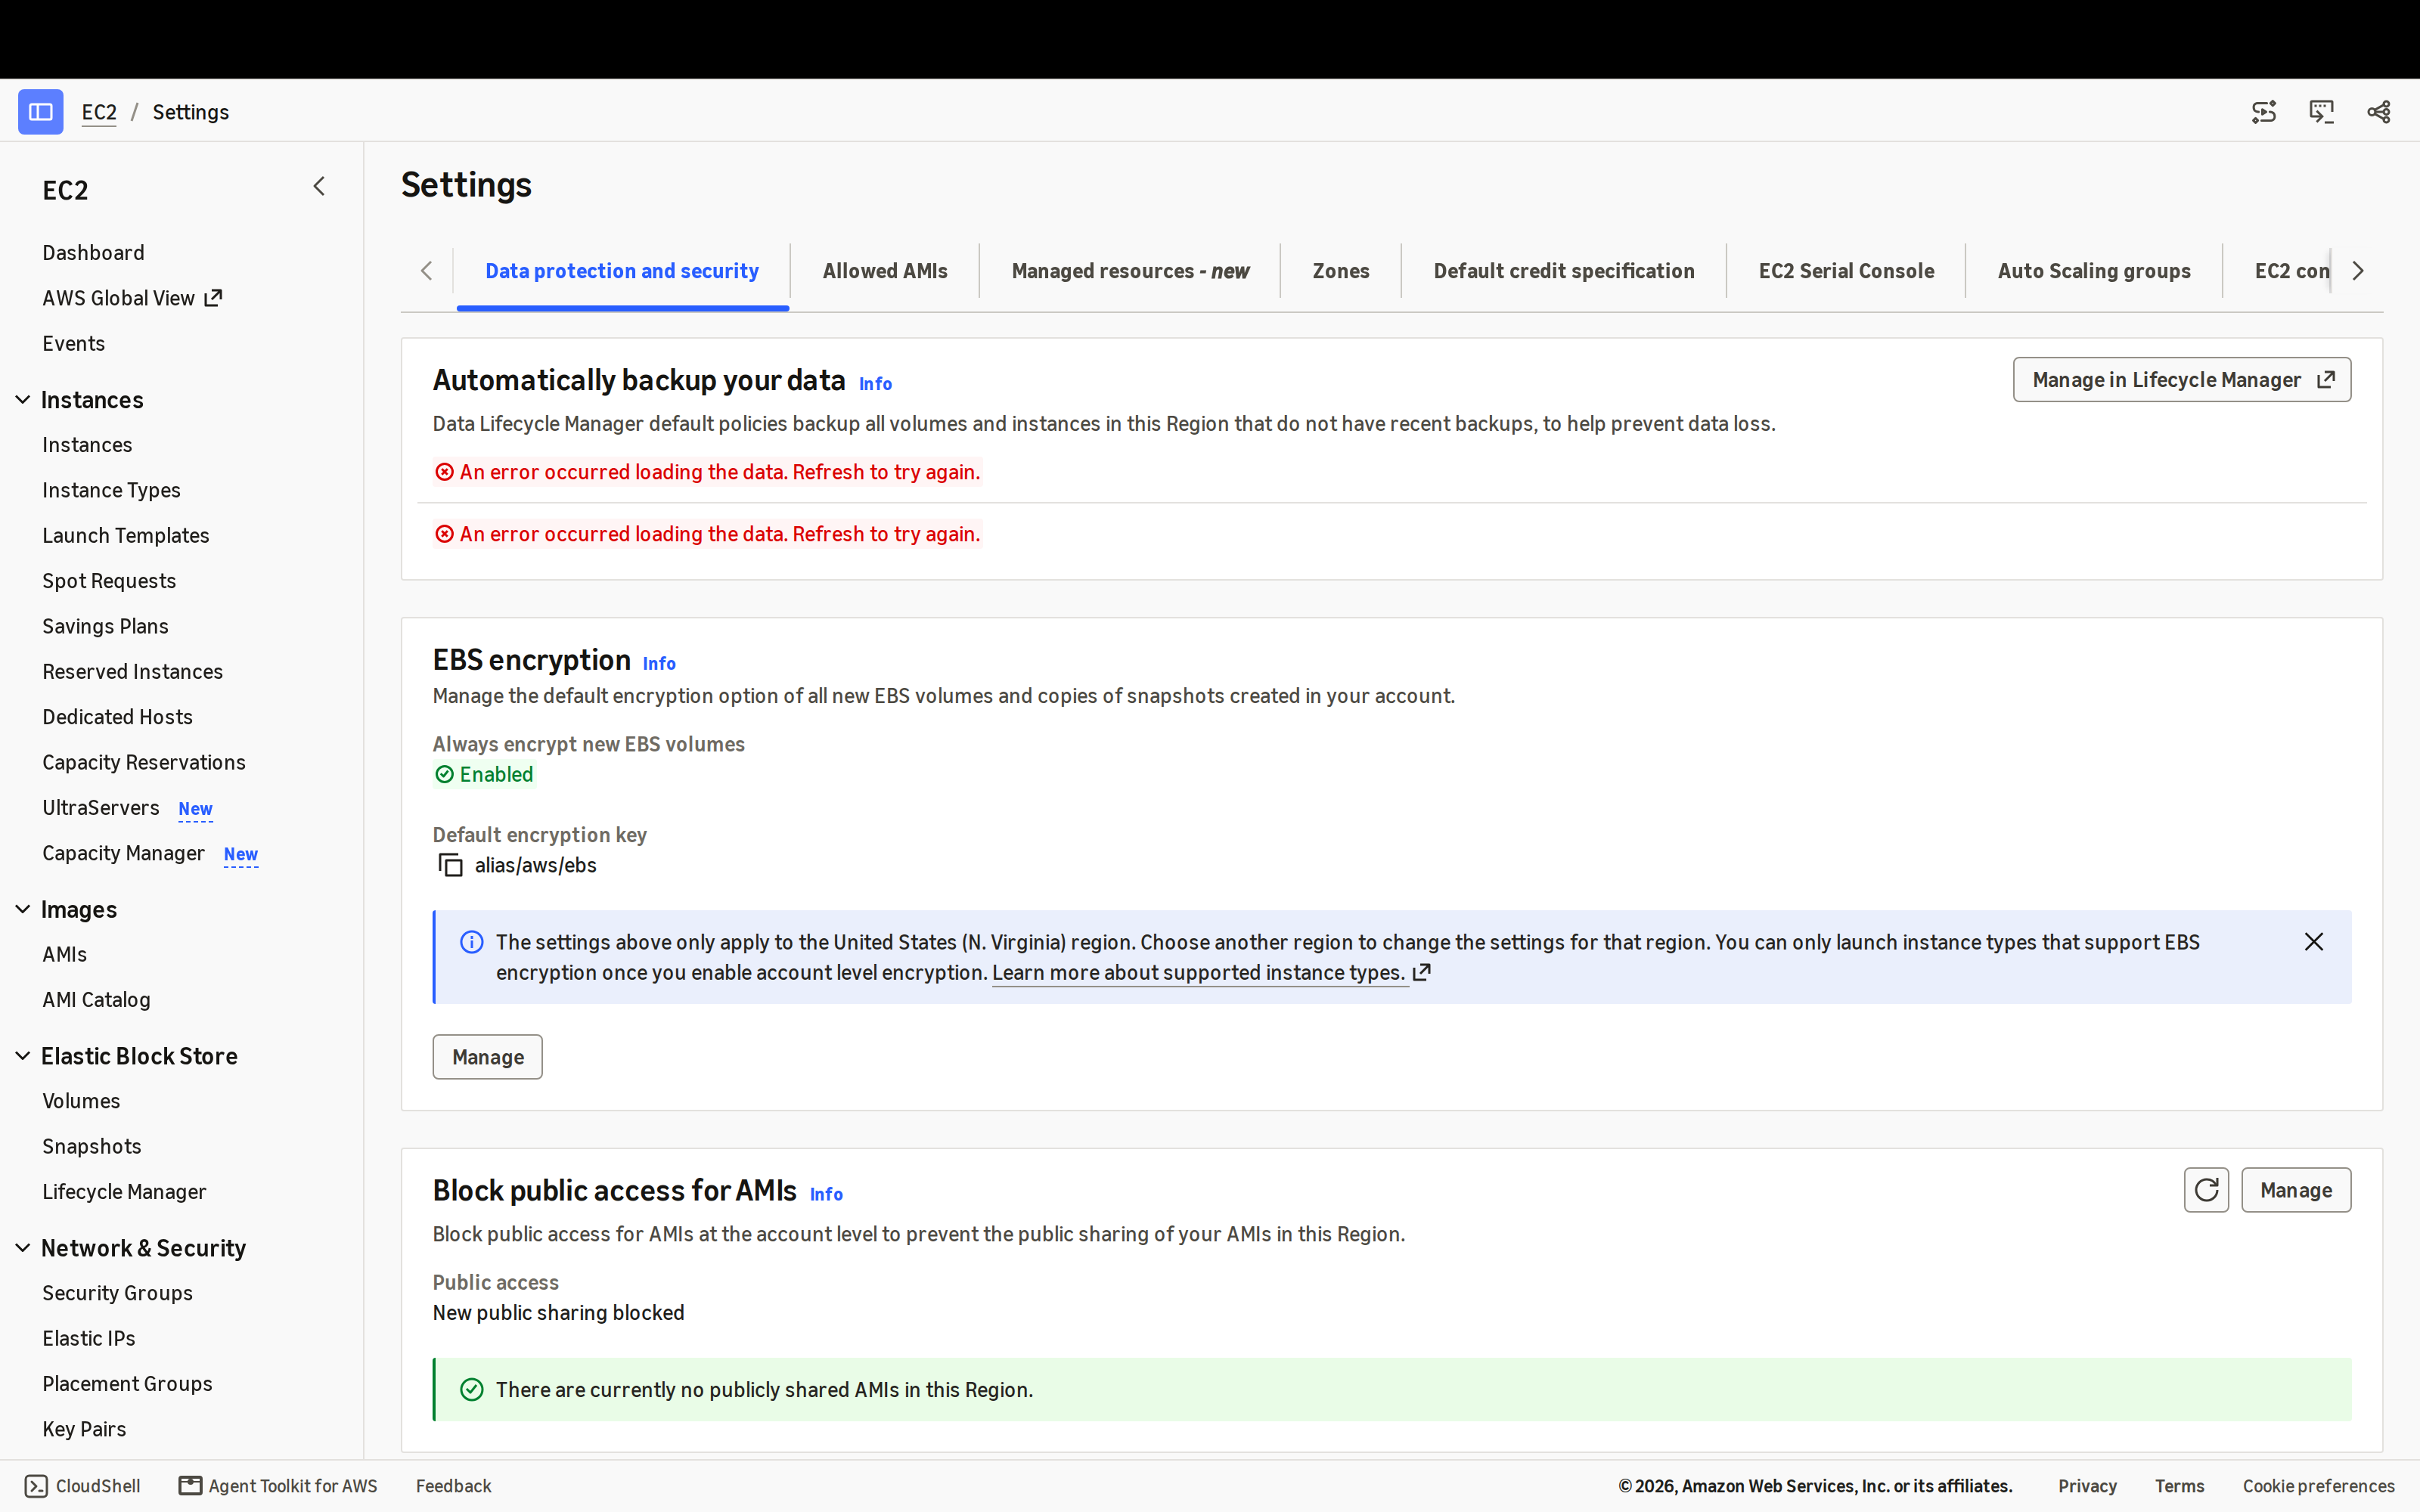 EC2 / Settings
EC2
Dashboard
AWS Global View
Events
Instances
Instances
Instance Types
Launch Templates
Spot Requests
Savings Plans
Reserved Instances
Dedicated Hosts
Capacity Reservations
UltraServers New
Capacity Manager New
Images
AMIs
AMI Catalog
Elastic Block Store
Volumes
Snapshots
Lifecycle Manager
Network & Security
Security Groups
Elastic IPs
Placement Groups
Key Pairs
Settings
Data protection and security
Allowed AMIs
Managed resources - new
Zones
Default credit specification
EC2 Serial Console
Auto Scaling groups
EC2 con
Automatically backup your data Info
Manage in Lifecycle Manager
Data Lifecycle Manager default policies backup all volumes and instances in this Region that do not have recent backups, to help prevent data loss.
An error occurred loading the data. Refresh to try again.
An error occurred loading the data. Refresh to try again.
EBS encryption Info
Manage the default encryption option of all new EBS volumes and copies of snapshots created in your account.
Always encrypt new EBS volumes
Enabled
Default encryption key
alias/aws/ebs
The settings above only apply to the United States (N. Virginia) region. Choose another region to change the settings for that region. You can only launch instance types that support EBS
encryption once you enable account level encryption. Learn more about supported instance types.
Manage
Block public access for AMIs Info
Manage
Block public access for AMIs at the account level to prevent the public sharing of your AMIs in this Region.
Public access
New public sharing blocked
There are currently no publicly shared AMIs in this Region.
CloudShell
Agent Toolkit for AWS
Feedback
© 2026, Amazon Web Services, Inc. or its affiliates.
Privacy
Terms
Cookie preferences